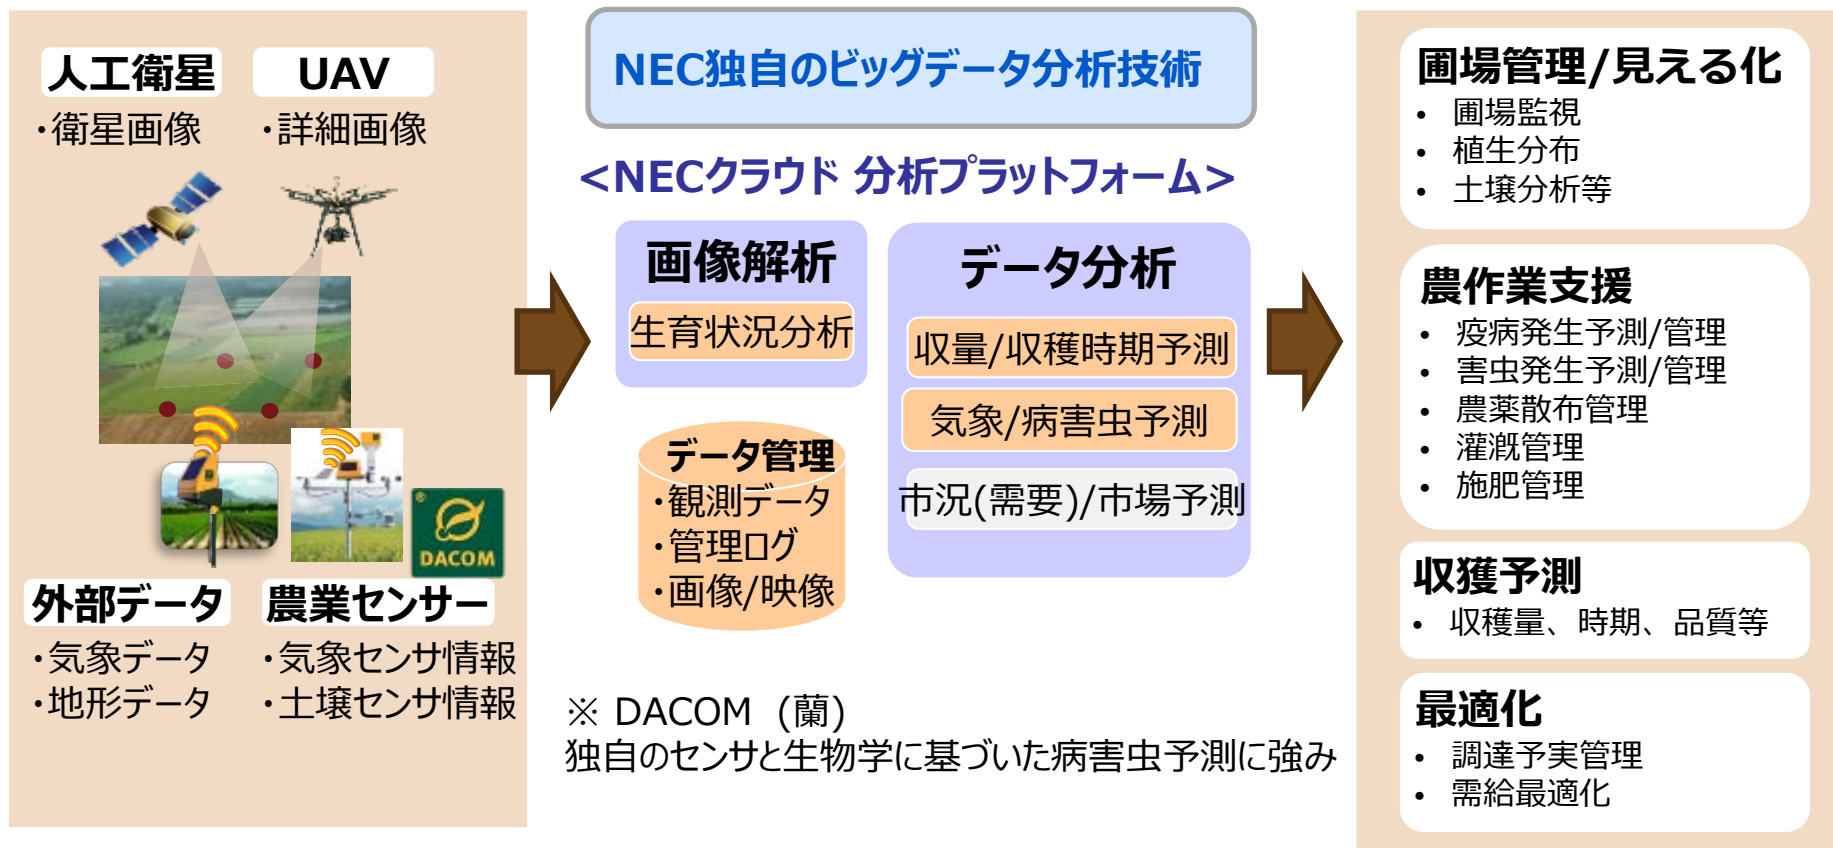 人工衛星
・衛星画像
UAV
・詳細画像
®
DACOM
外部データ
・気象データ
・地形データ
農業センサー
・気象センサ情報
・土壌センサ情報
NEC独自のビッグデータ分析技術
<NECクラウド 分析プラットフォーム>
画像解析
生育状況分析
データ管理
・観測データ
・管理ログ
・画像/映像
データ分析
収量/収穫時期予測
気象/病害虫予測
市況(需要)/市場予測
※ DACOM (蘭)
独自のセンサと生物学に基づいた病害虫予測に強み
圃場管理/見える化
• 圃場監視
• 植生分布
• 土壌分析等
農作業支援
• 疫病発生予測/管理
• 害虫発生予測/管理
• 農薬散布管理
• 灌漑管理
• 施肥管理
収獲予測
• 収穫量、時期、品質等
最適化
• 調達予実管理
• 需給最適化